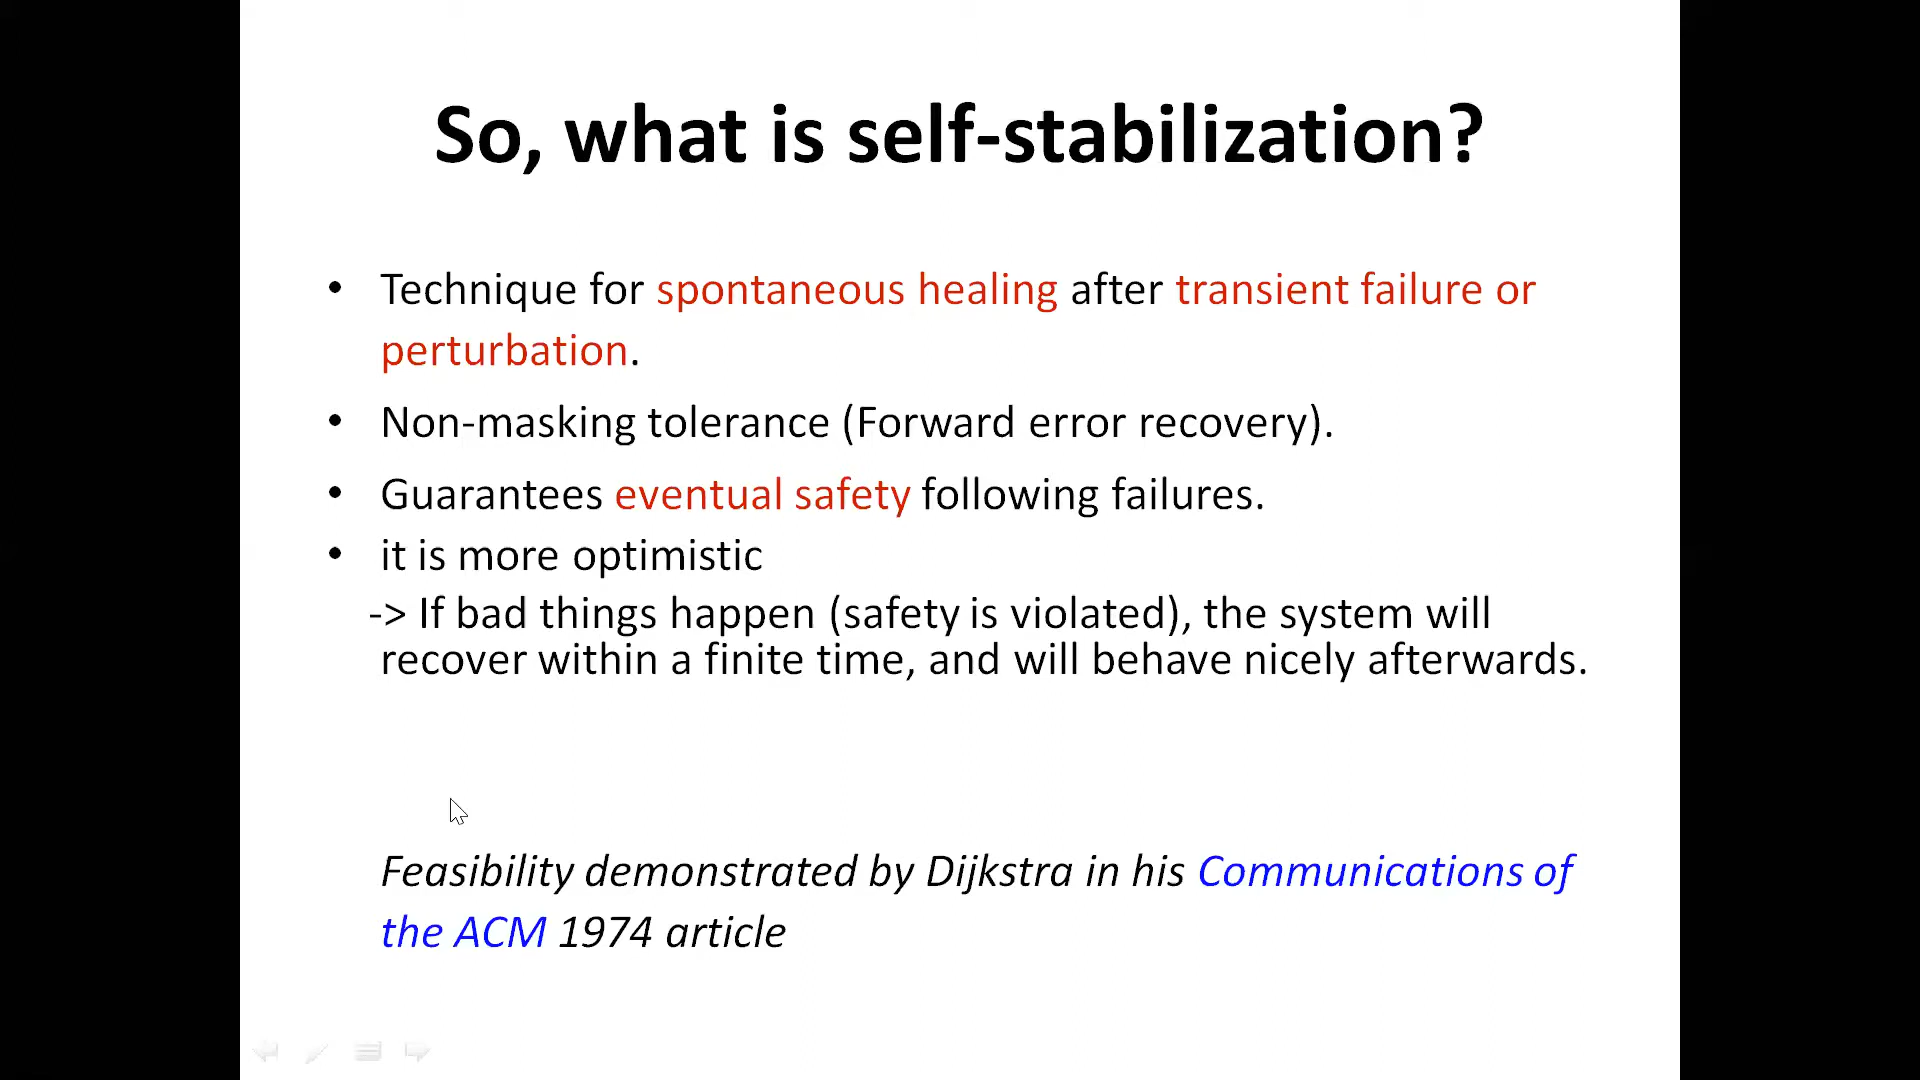 So, what is self-stabilization?
• Technique for spontaneous healing after transient failure or
perturbation.
• Non-masking tolerance (Forward error recovery).
• Guarantees eventual safety following failures.
• it is more optimistic
-> If bad things happen (safety is violated), the system will
recover within a finite time, and will behave nicely afterwards.
Feasibility demonstrated by Dijkstra in his Communications of
the ACM 1974 article